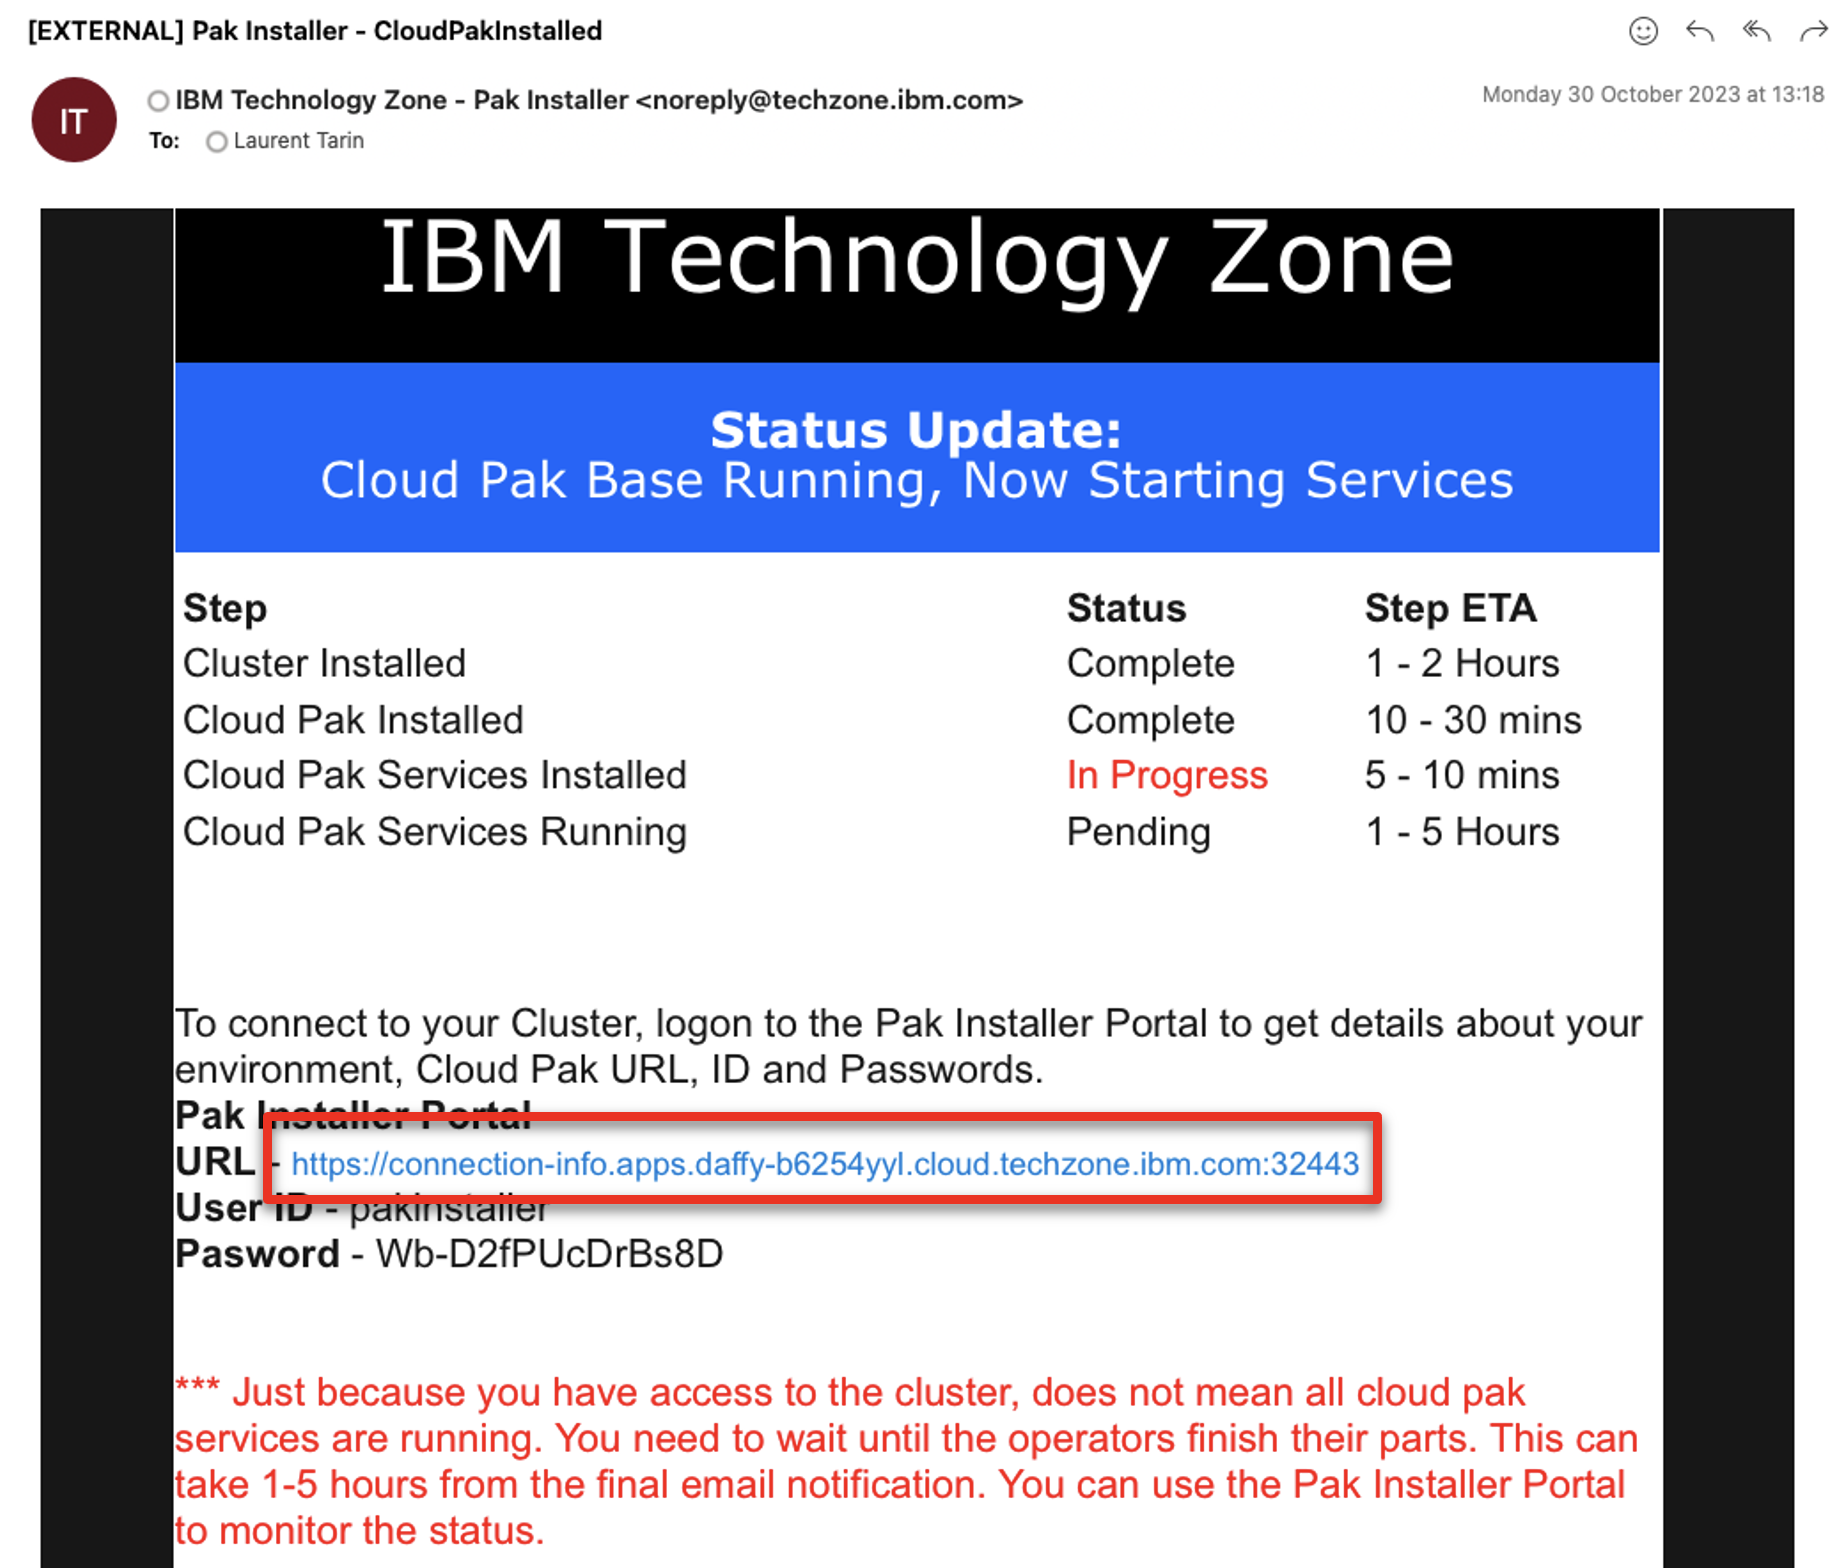 [EXTERNAL] Pak Installer - CloudPakInstalled
IT
IBM Technology Zone - Pak Installer <noreply@techzone.ibm.com>
Monday 30 October 2023 at 13:18
To: Laurent Tarin
IBM Technology Zone
Status Update:
Cloud Pak Base Running, Now Starting Services
Step Status Step ETA
Cluster Installed Complete 1 - 2 Hours
Cloud Pak Installed Complete 10 - 30 mins
Cloud Pak Services Installed In Progress 5 - 10 mins
Cloud Pak Services Running Pending 1 - 5 Hours
To connect to your Cluster, logon to the Pak Installer Portal to get details about your
environment, Cloud Pak URL, ID and Passwords.
Pak Installer Portal
URL - https://connection-info.apps.daffy-b6254yyl.cloud.techzone.ibm.com:32443
User ID - pakinstaller
Pasword - Wb-D2fPUcDrBs8D
*** Just because you have access to the cluster, does not mean all cloud pak
services are running. You need to wait until the operators finish their parts. This can
take 1-5 hours from the final email notification. You can use the Pak Installer Portal
to monitor the status.